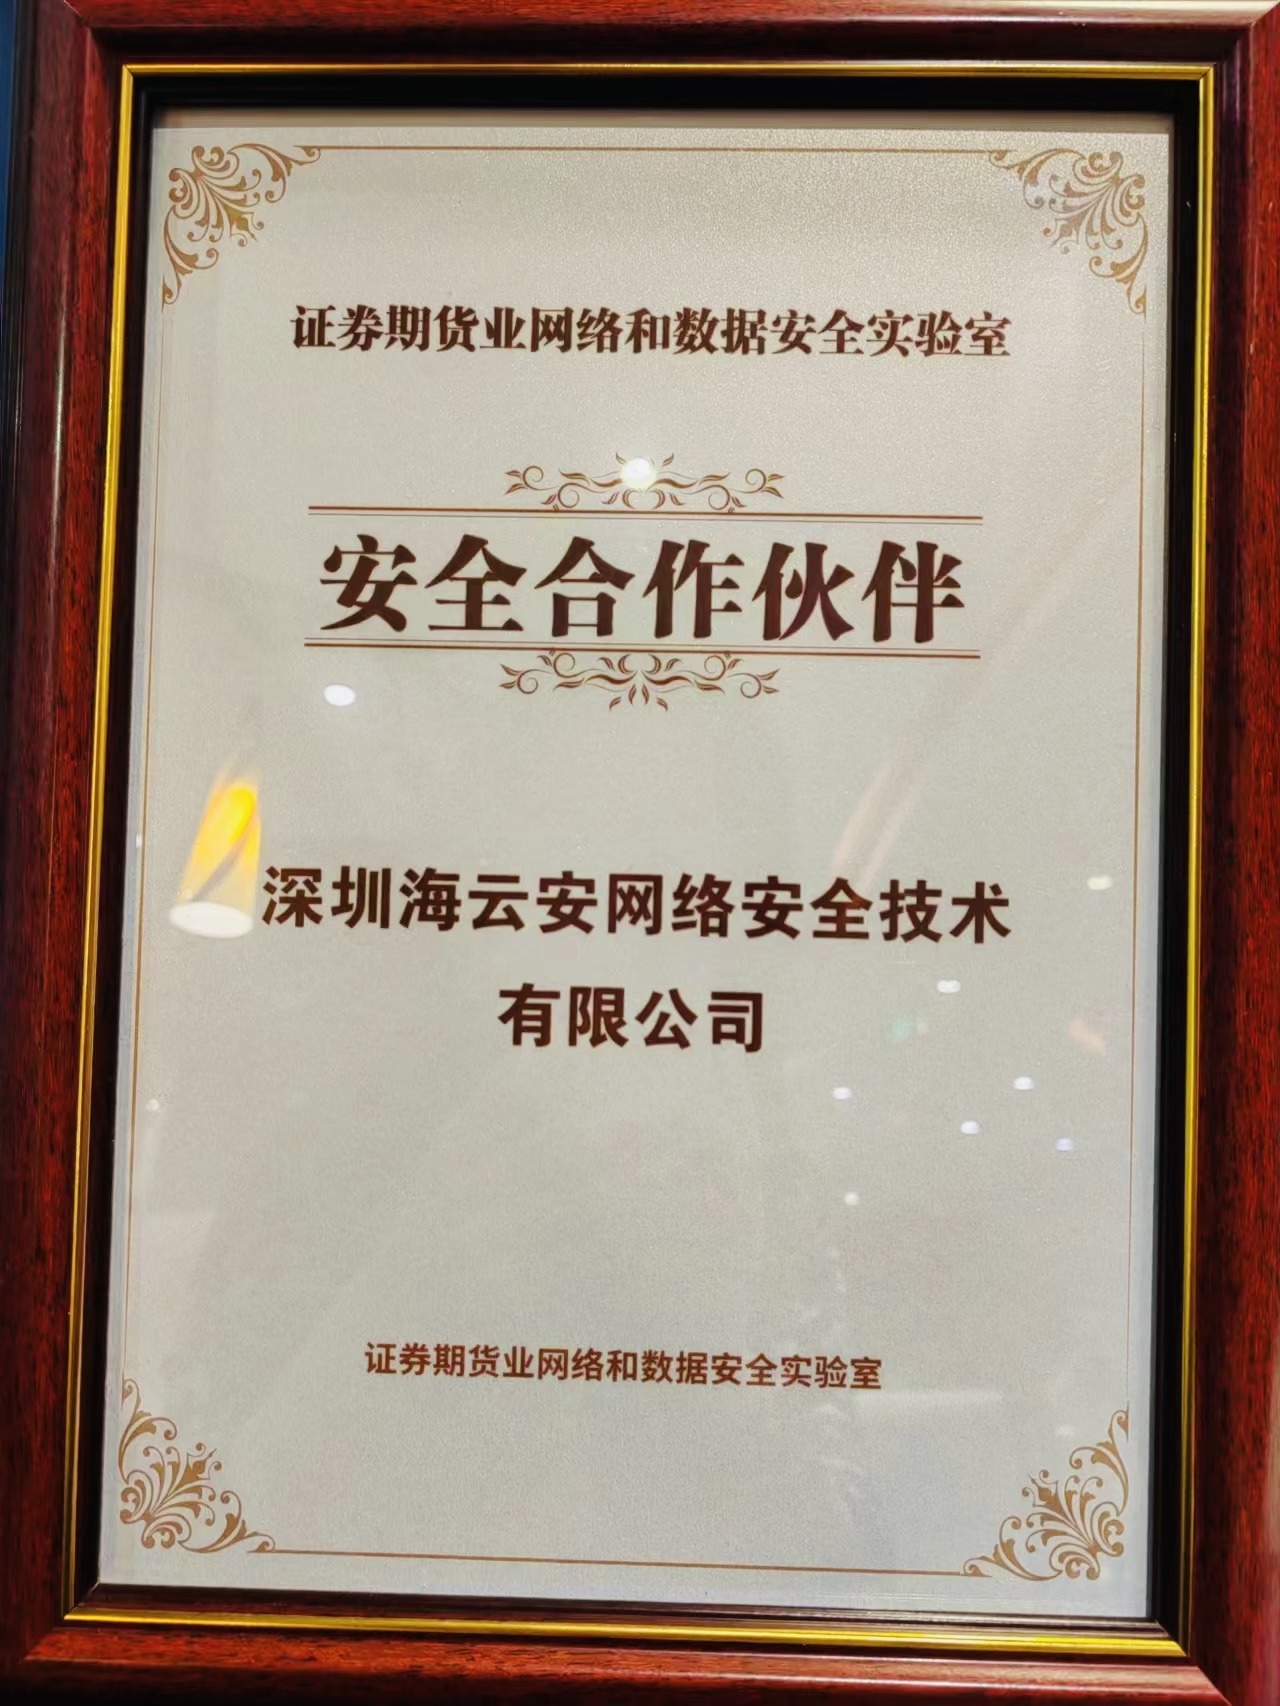 证券期货业网络和数据安全实验室
安全合作伙伴
深圳海云安网络安全技术
有限公司
证券期货业网络和数据安全实验室